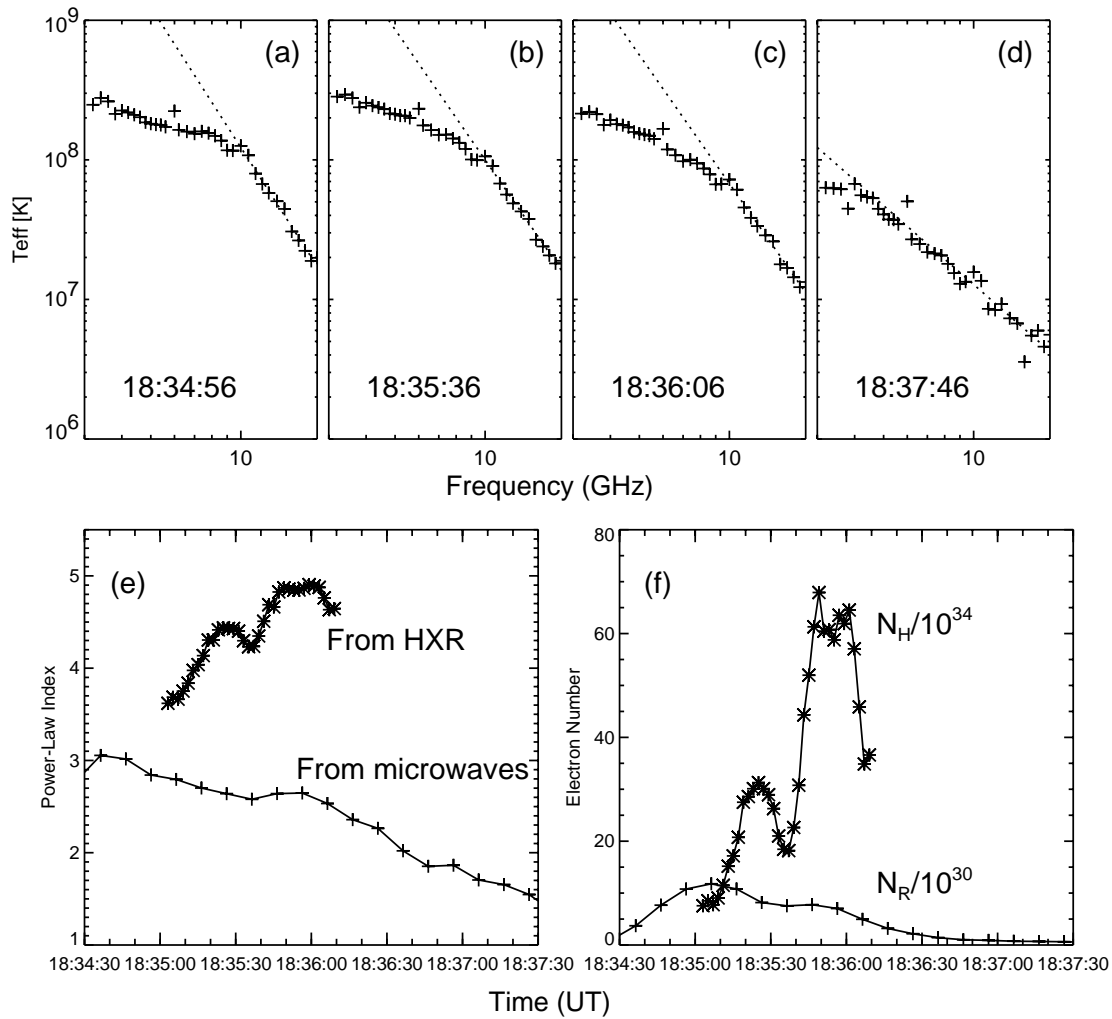 10^9
10^8
10^7
10^6
Teff [K]
(a)
(b)
(c)
(d)
18:34:56
18:35:36
18:36:06
18:37:46
10
10
10
10
Frequency (GHz)
5
4
3
2
1
Power-Law Index
(e)
From HXR
From microwaves
18:34:30 18:35:00 18:35:30 18:36:00 18:36:30 18:37:00 18:37:30
80
60
40
20
0
Electron Number
(f)
N_H/10^34
N_R/10^30
18:34:30 18:35:00 18:35:30 18:36:00 18:36:30 18:37:00 18:37:30
Time (UT)